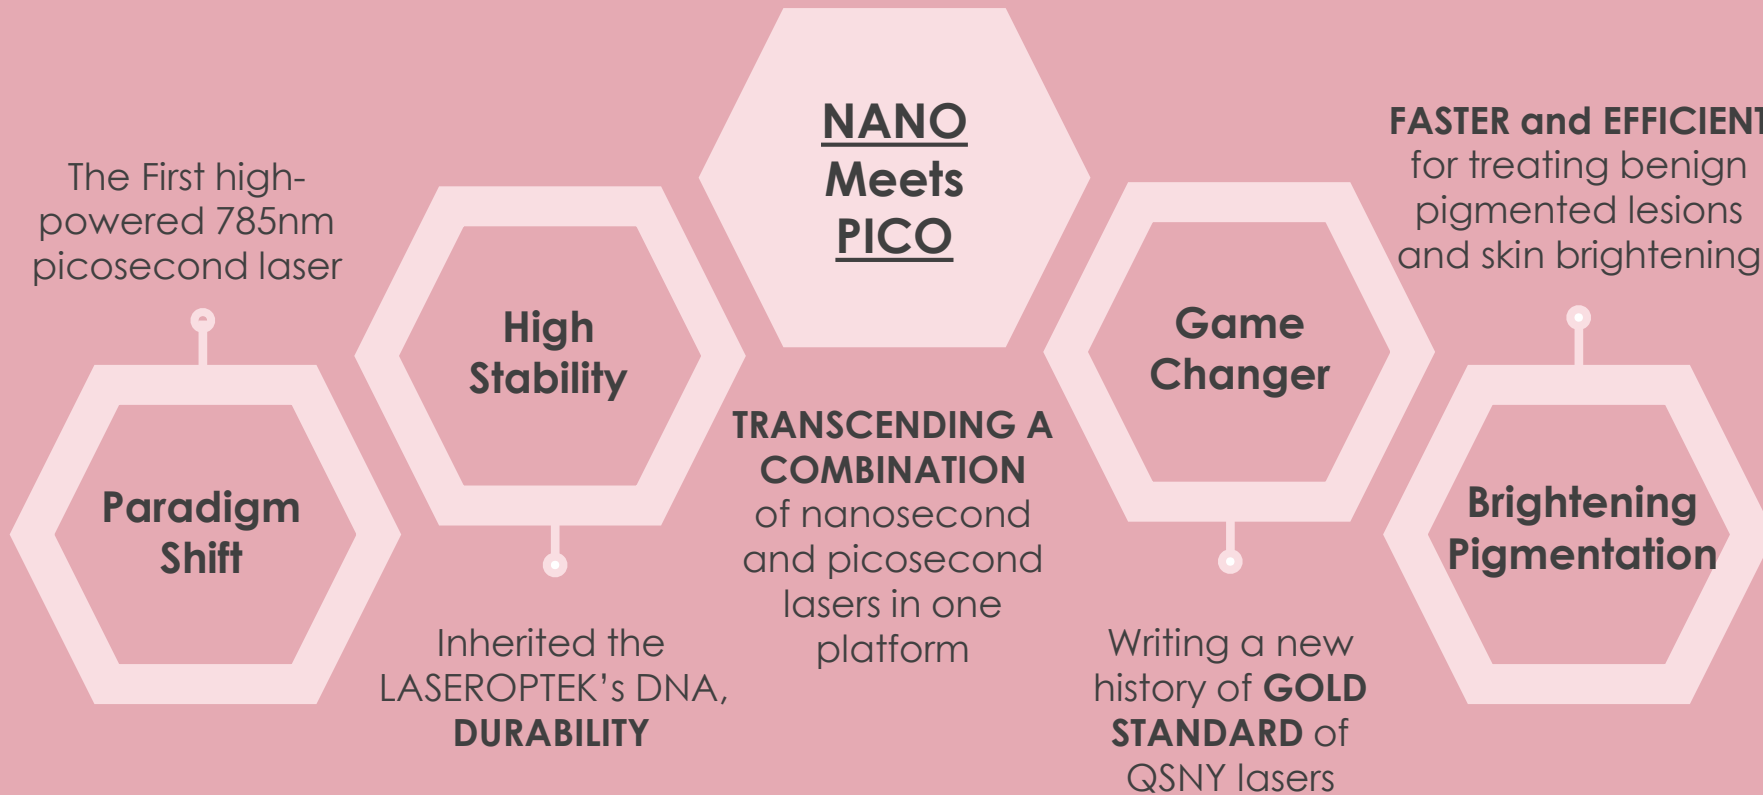 The First high-
powered 785nm
picosecond laser
Paradigm
Shift
High
Stability
Inherited the
LASEROPTEK’s DNA,
DURABILITY
NANO
Meets
PICO
TRANSCENDING A
COMBINATION
of nanosecond
and picosecond
lasers in one
platform
Game
Changer
Writing a new
history of GOLD
STANDARD of
QSNY lasers
FASTER and EFFICIENT
for treating benign
pigmented lesions
and skin brightening
Brightening
Pigmentation